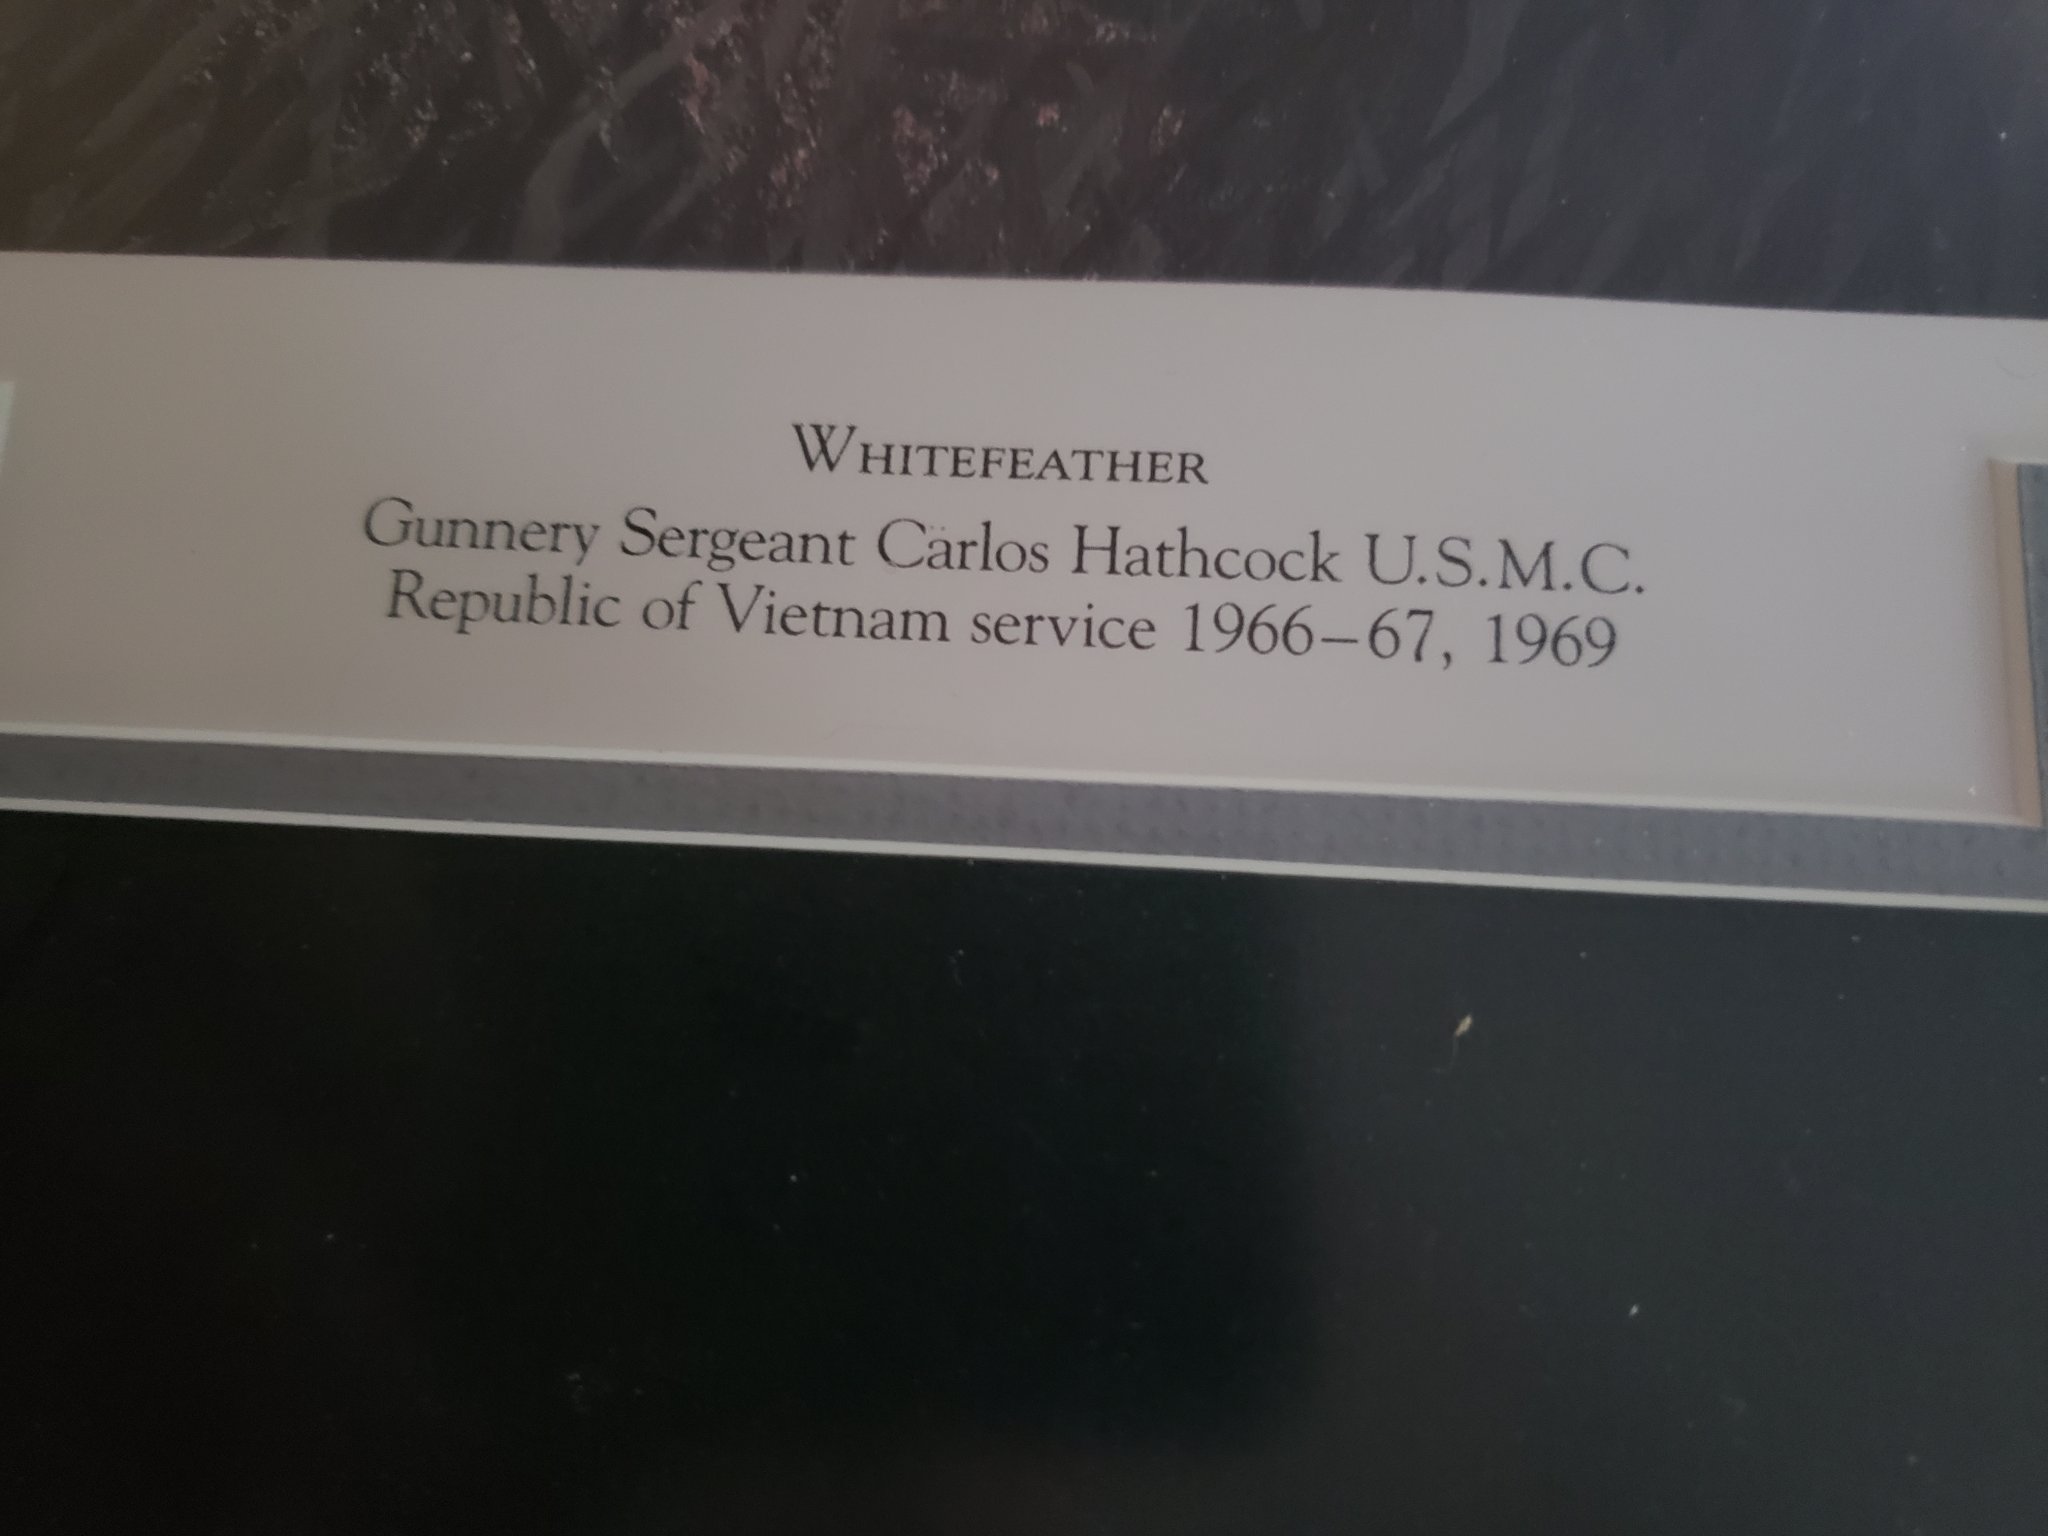 WHITEFEATHER
Gunnery Sergeant Carlos Hathcock U.S.M.C.
Republic of Vietnam service 1966–67, 1969